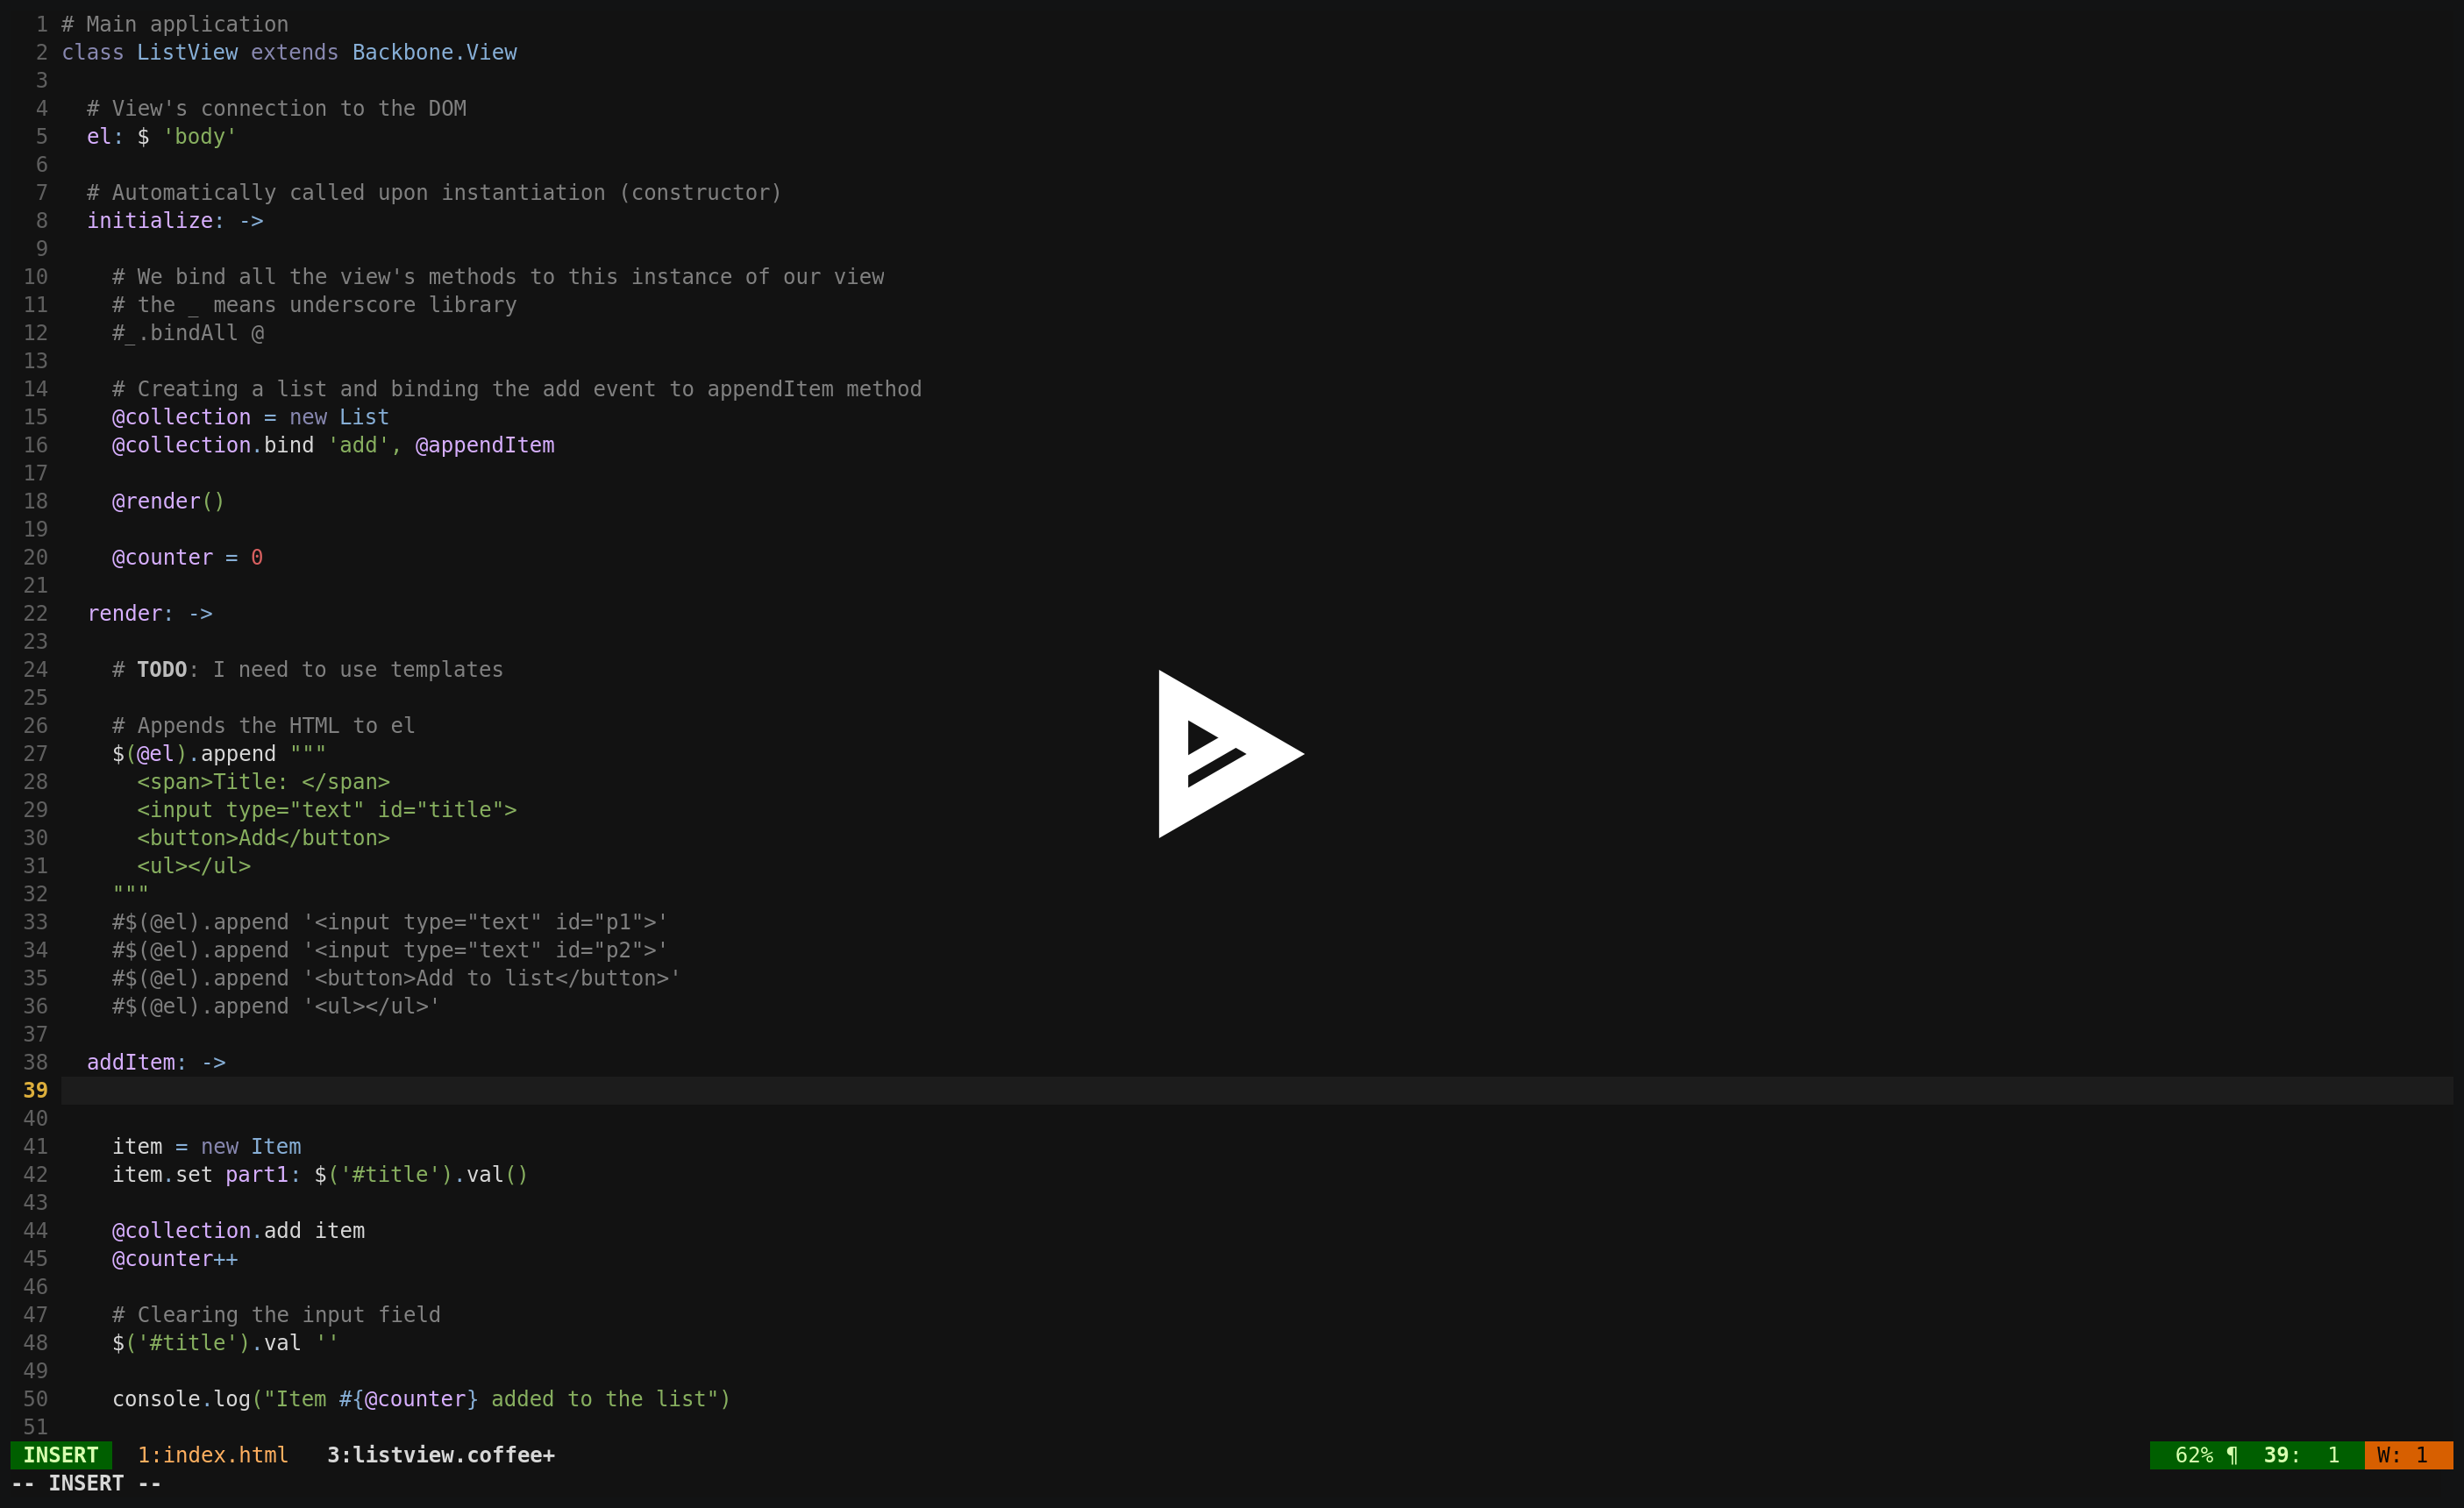 1 # Main application
2 class ListView extends Backbone.View
3
4   # View's connection to the DOM
5   el: $ 'body'
6
7   # Automatically called upon instantiation (constructor)
8   initialize: ->
9
10     # We bind all the view's methods to this instance of our view
11     # the _ means underscore library
12     #_.bindAll @
13
14     # Creating a list and binding the add event to appendItem method
15     @collection = new List
16     @collection.bind 'add', @appendItem
17
18     @render()
19
20     @counter = 0
21
22   render: ->
23
24     # TODO: I need to use templates
25
26     # Appends the HTML to el
27     $(@el).append """
28       <span>Title: </span>
29       <input type="text" id="title">
30       <button>Add</button>
31       <ul></ul>
32     """
33     #$(@el).append '<input type="text" id="p1">'
34     #$(@el).append '<input type="text" id="p2">'
35     #$(@el).append '<button>Add to list</button>'
36     #$(@el).append '<ul></ul>'
37
38   addItem: ->
39
40
41     item = new Item
42     item.set part1: $('#title').val()
43
44     @collection.add item
45     @counter++
46
47     # Clearing the input field
48     $('#title').val ''
49
50     console.log("Item #{@counter} added to the list")
51
INSERT  1:index.html   3:listview.coffee+   62% ¶  39:  1  W: 1
-- INSERT --